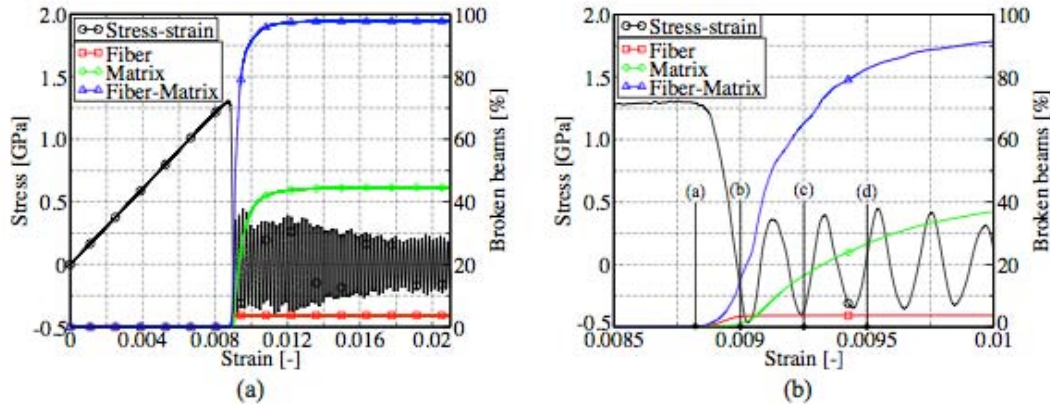 2.0
1.5
1.0
0.5
0
-0.5
Stress [GPa]
Stress-strain
Fiber
Matrix
Fiber-Matrix
100
80
60
40
20
0
Broken beams [%]
0 0.004 0.008 0.012 0.016 0.02
Strain [-]
(a)
2.0
1.5
1.0
0.5
0
-0.5
Stress [GPa]
Stress-strain
Fiber
Matrix
Fiber-Matrix
(a) (b) (c) (d)
100
80
60
40
20
0
Broken beams [%]
0.0085 0.009 0.0095 0.01
Strain [-]
(b)